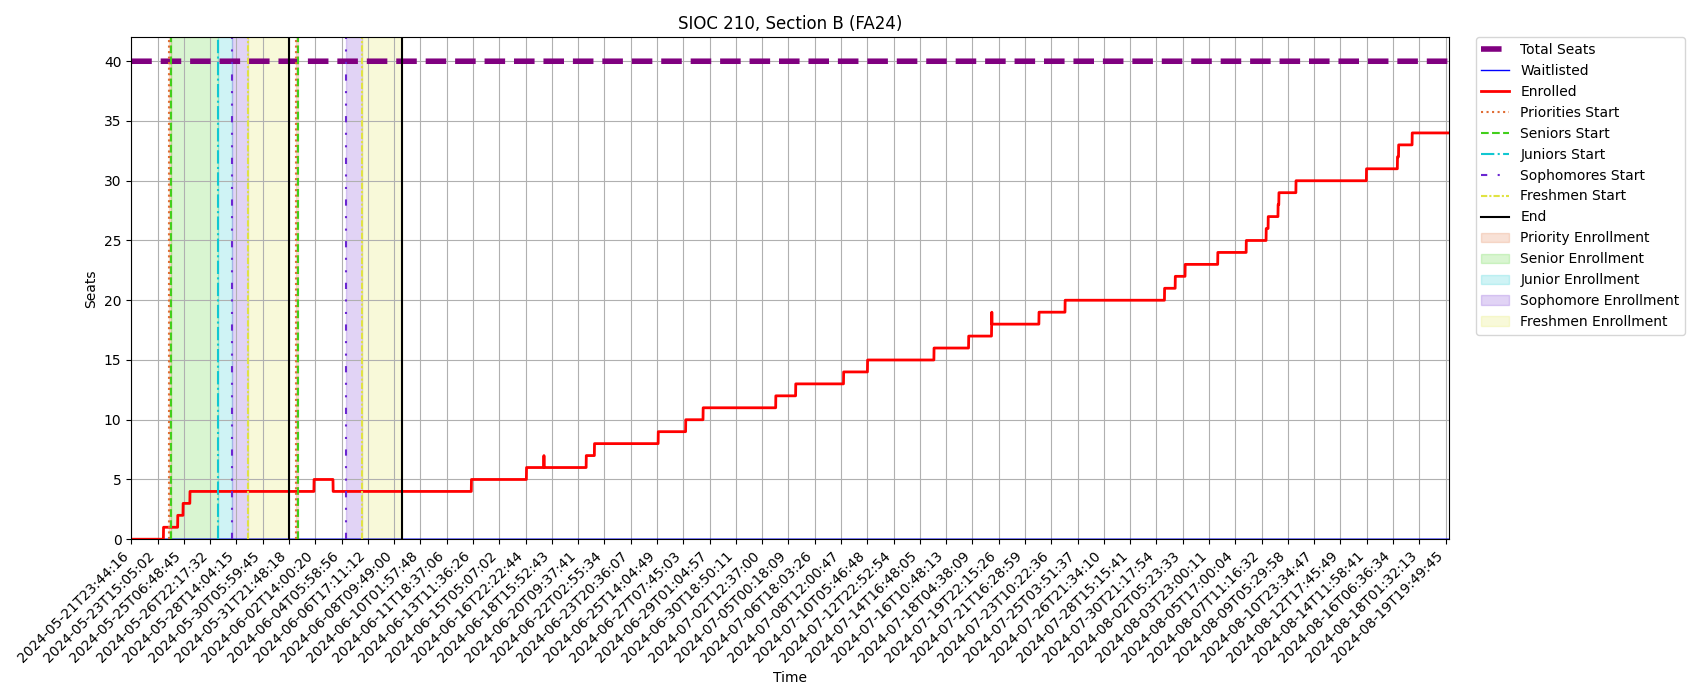 SIOC 210, Section B (FA24)
Total Seats
Waitlisted
Enrolled
Priorities Start
Seniors Start
Juniors Start
Sophomores Start
Freshmen Start
End
Priority Enrollment
Senior Enrollment
Junior Enrollment
Sophomore Enrollment
Freshmen Enrollment
Seats
40
35
30
25
20
15
10
5
0
2024-05-21T23:44:16
2024-05-23T15:05:02
2024-05-25T06:48:45
2024-05-26T22:17:32
2024-05-28T14:04:15
2024-05-30T05:59:45
2024-05-31T21:48:18
2024-06-02T14:00:20
2024-06-04T05:58:56
2024-06-06T17:11:12
2024-06-08T09:49:00
2024-06-10T01:57:48
2024-06-11T18:37:06
2024-06-13T11:36:26
2024-06-15T05:07:02
2024-06-16T22:22:44
2024-06-18T15:52:43
2024-06-20T09:37:41
2024-06-22T02:55:34
2024-06-23T20:36:07
2024-06-25T14:04:49
2024-06-27T07:45:03
2024-06-29T01:04:57
2024-06-30T18:50:11
2024-07-02T12:37:00
2024-07-05T00:18:09
2024-07-06T18:03:26
2024-07-08T12:00:47
2024-07-10T05:46:48
2024-07-12T22:52:54
2024-07-14T16:48:05
2024-07-16T10:48:13
2024-07-18T04:38:09
2024-07-19T22:15:26
2024-07-21T16:28:59
2024-07-23T10:22:36
2024-07-25T03:51:37
2024-07-26T21:34:10
2024-07-28T15:15:41
2024-07-30T21:17:54
2024-08-02T05:23:33
2024-08-03T23:00:11
2024-08-05T17:00:04
2024-08-07T11:16:32
2024-08-09T05:29:58
2024-08-10T23:34:47
2024-08-12T17:45:49
2024-08-14T11:58:41
2024-08-16T06:36:34
2024-08-18T01:32:13
2024-08-19T19:49:45
Time